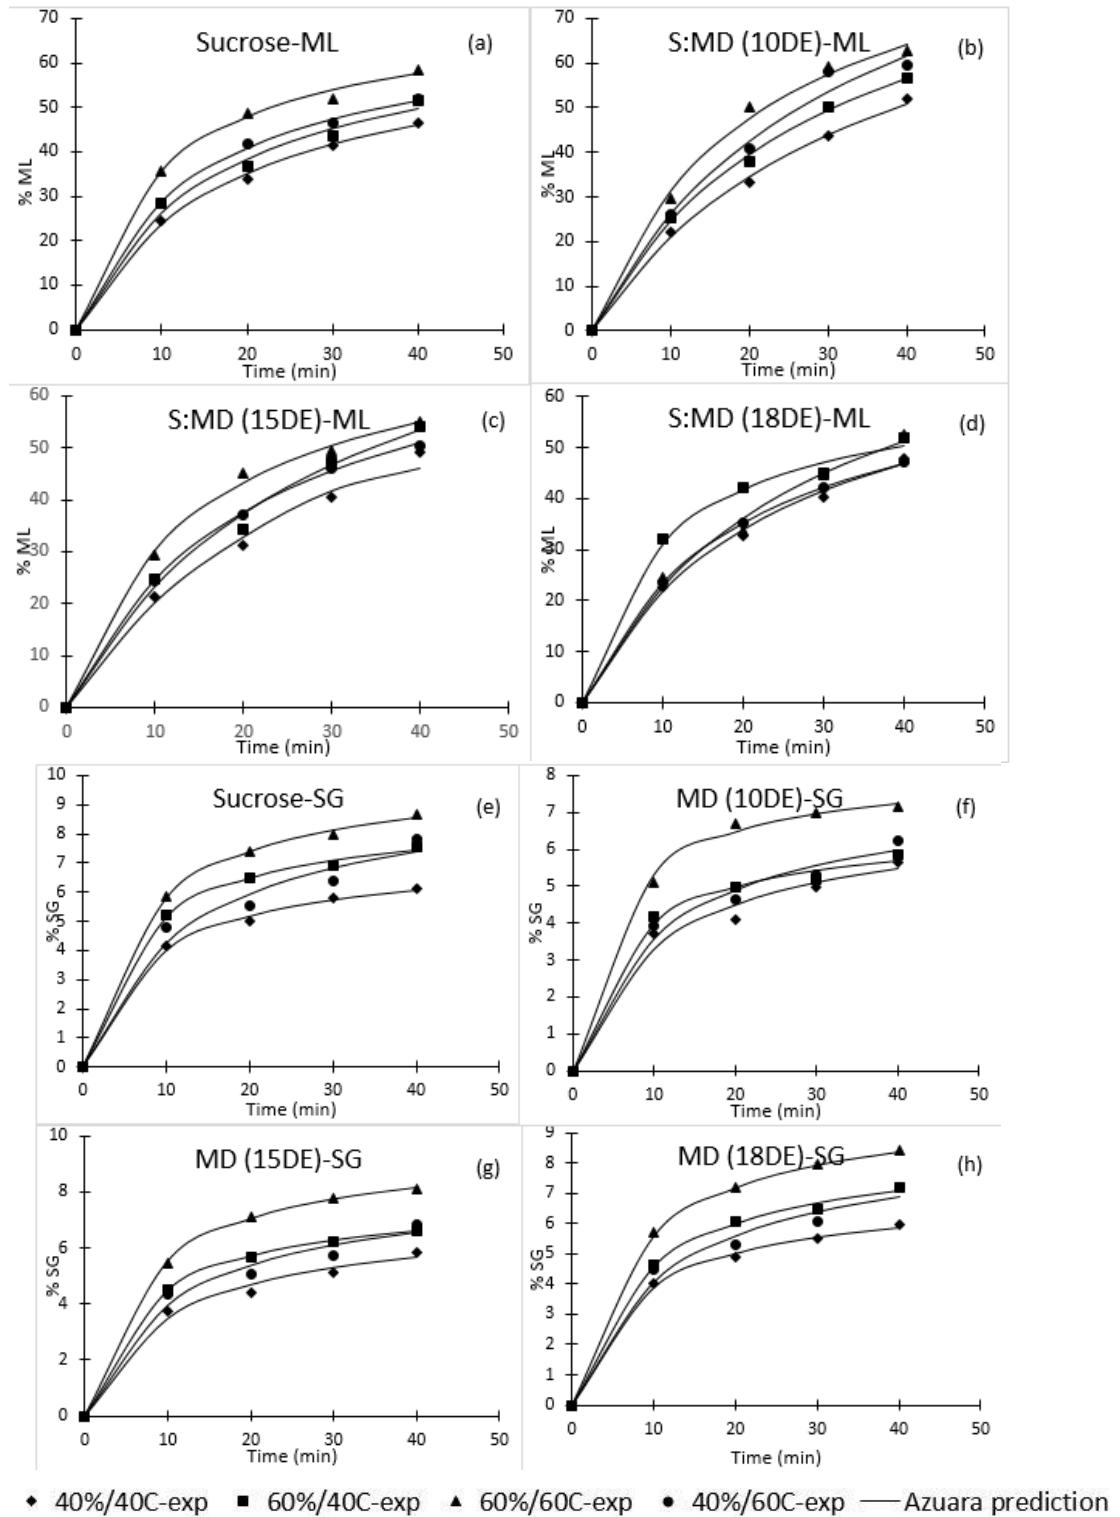 Sucrose-ML (a)
70
60
50
40
30
20
10
0
% ML
0 10 20 30 40 50
Time (min)
S:MD (10DE)-ML (b)
70
60
50
40
30
20
10
0
% ML
0 10 20 30 40 50
Time (min)
S:MD (15DE)-ML (c)
60
50
40
30
20
10
0
% ML
0 10 20 30 40 50
Time (min)
S:MD (18DE)-ML (d)
60
50
40
30
20
10
0
% ML
0 10 20 30 40 50
Time (min)
Sucrose-SG (e)
10
9
8
7
6
5
4
3
2
1
0
% SG
0 10 20 30 40 50
Time (min)
MD (10DE)-SG (f)
8
7
6
5
4
3
2
1
0
% SG
0 10 20 30 40 50
Time (min)
MD (15DE)-SG (g)
10
8
6
4
2
0
% SG
0 10 20 30 40 50
Time (min)
MD (18DE)-SG (h)
9
8
7
6
5
4
3
2
1
0
% SG
0 10 20 30 40 50
Time (min)
40%/40C-exp 60%/40C-exp 60%/60C-exp 40%/60C-exp Azuara prediction